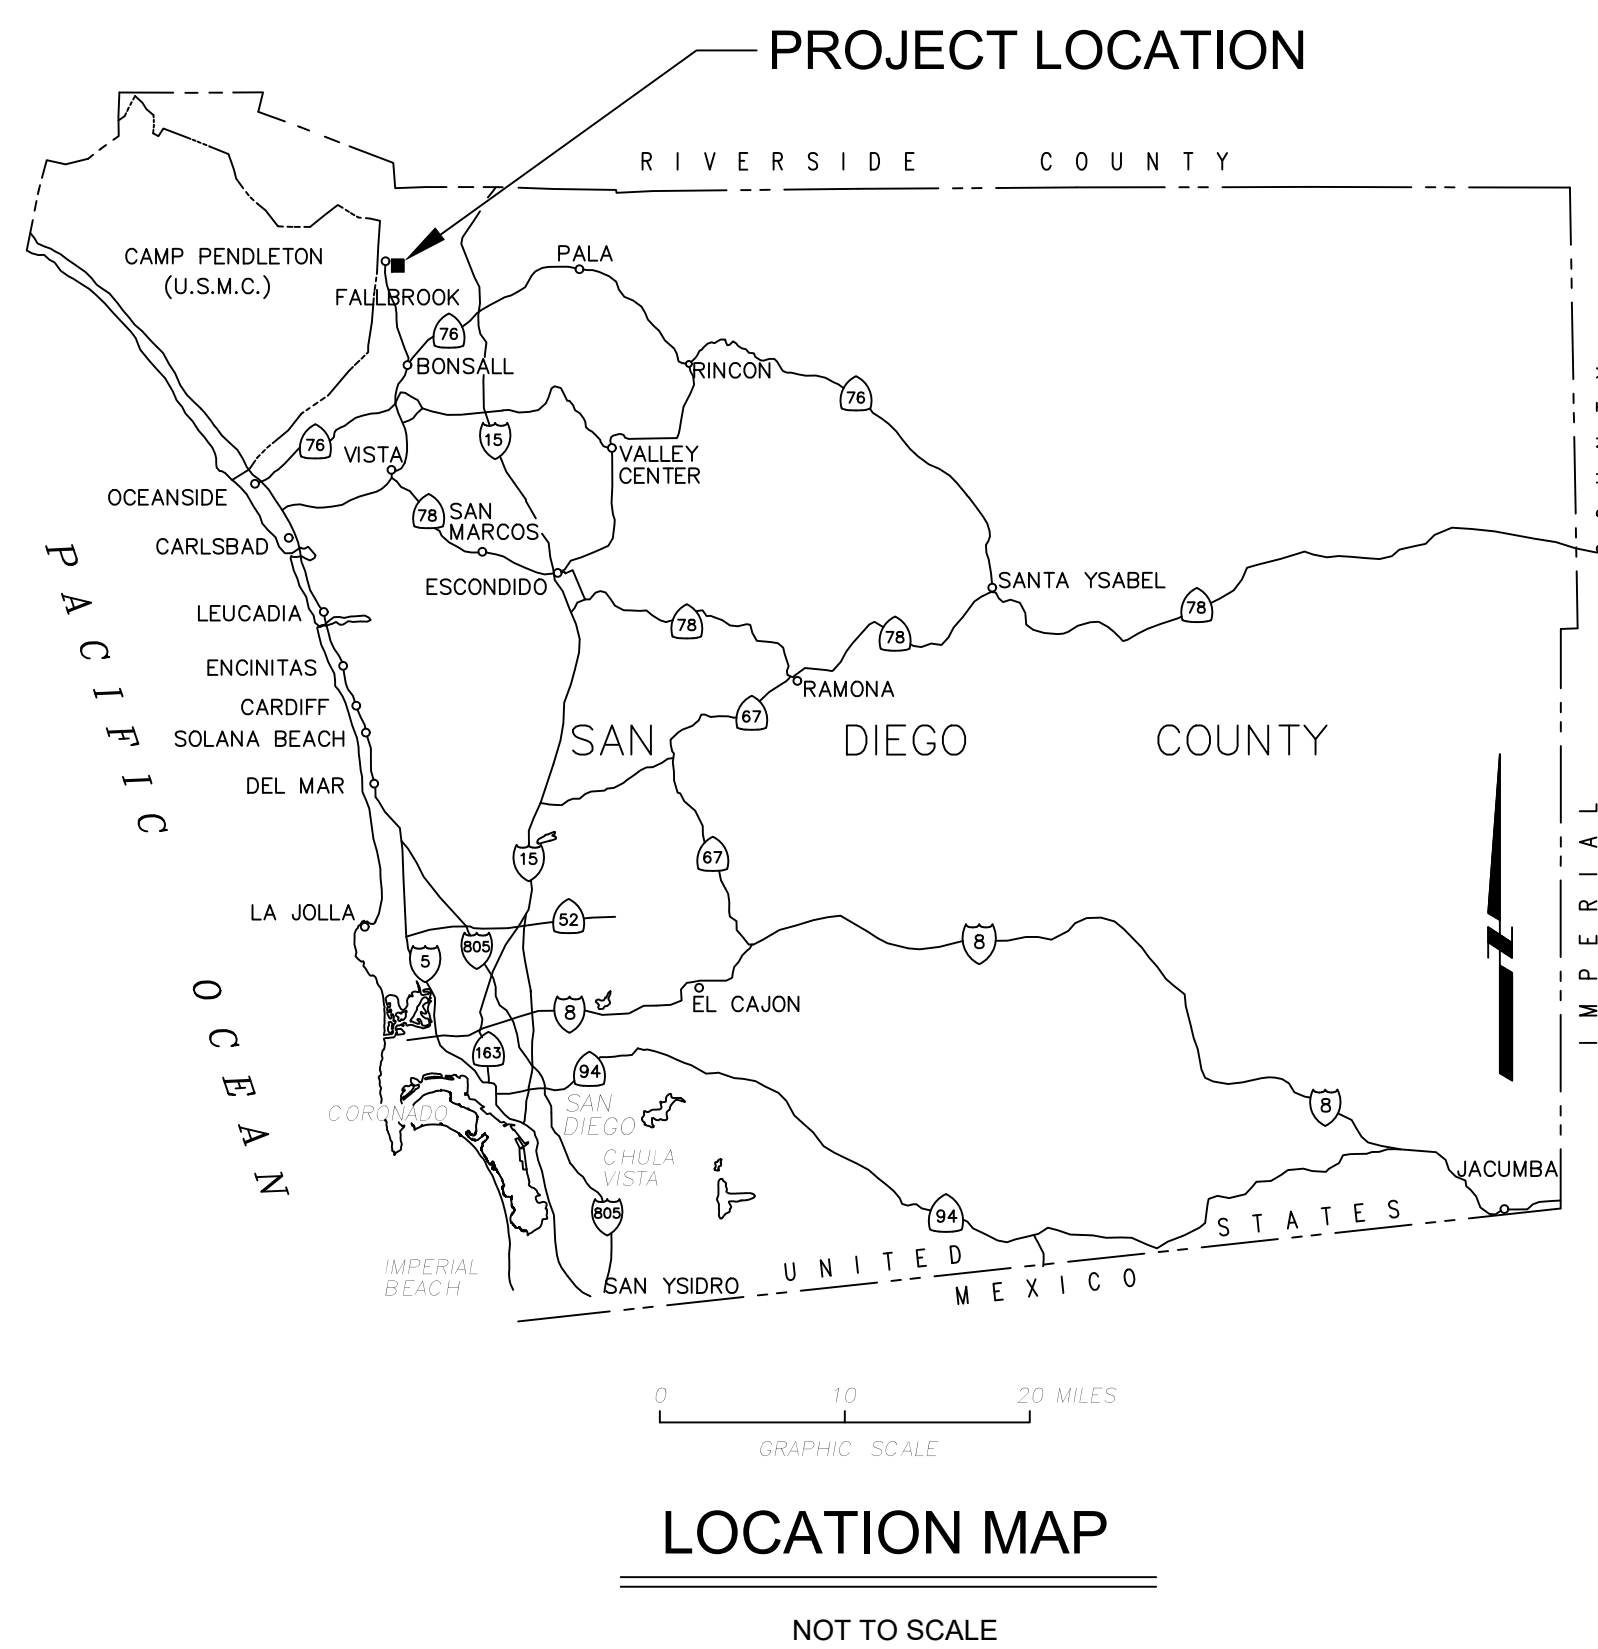 PROJECT LOCATION
RIVERSIDE COUNTY
CAMP PENDLETON
(U.S.M.C.)
PALA
FALLBROOK
76
BONSALL
RINCON
76
76
15
VISTA
VALLEY
CENTER
OCEANSIDE
78
SAN
MARCOS
CARLSBAD
ESCONDIDO
SANTA YSABEL
LEUCADIA
78
78
78
ENCINITAS
RAMONA
CARDIFF
67
SOLANA BEACH
SAN DIEGO COUNTY
DEL MAR
PACIFIC OCEAN
IMPERIAL
15
67
LA JOLLA
52
805
8
5
EL CAJON
8
163
94
CORONADO
SAN
DIEGO
8
CHULA
VISTA
JACUMBA
805
94
UNITED STATES
IMPERIAL
BEACH
SAN YSIDRO
MEXICO
0 10 20 MILES
GRAPHIC SCALE
LOCATION MAP
NOT TO SCALE